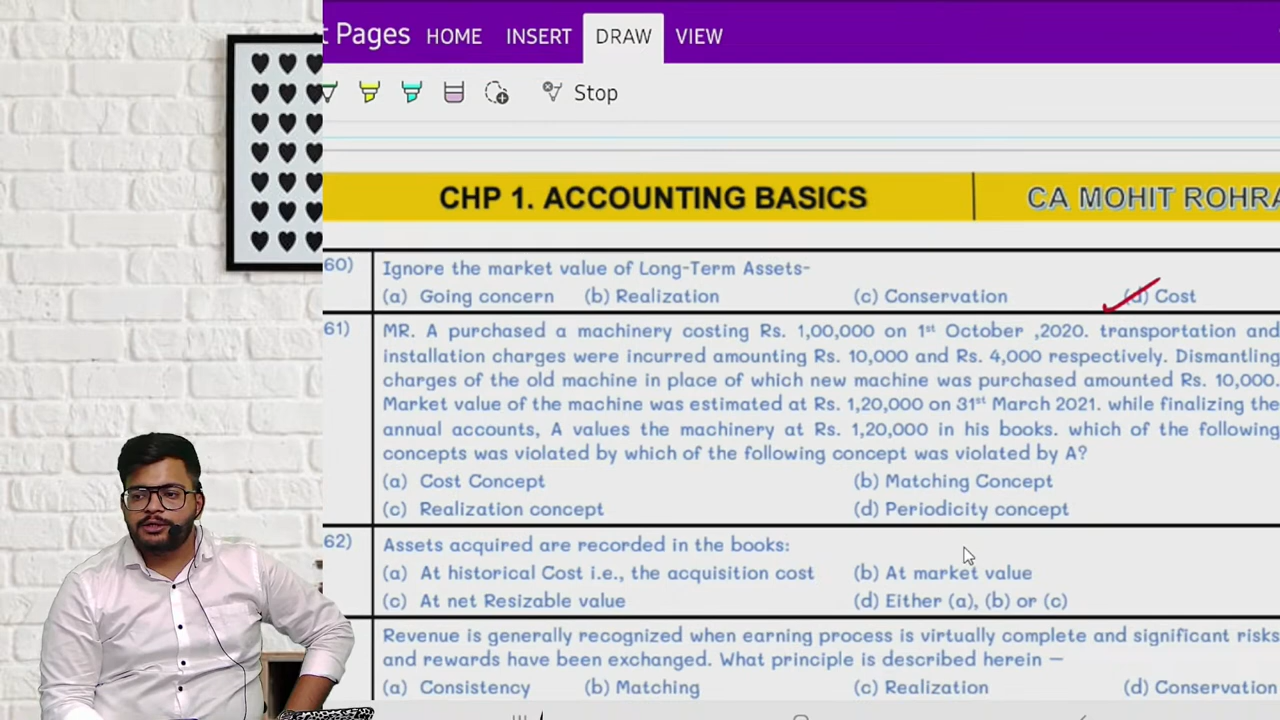 t Pages HOME INSERT DRAW VIEW
Stop
CHP 1. ACCOUNTING BASICS CA MOHIT ROHRA
60) Ignore the market value of Long-Term Assets-
(a) Going concern (b) Realization (c) Conservation (d) Cost
61) MR. A purchased a machinery costing Rs. 1,00,000 on 1st October ,2020. transportation and
installation charges were incurred amounting Rs. 10,000 and Rs. 4,000 respectively. Dismantling
charges of the old machine in place of which new machine was purchased amounted Rs. 10,000.
Market value of the machine was estimated at Rs. 1,20,000 on 31st March 2021. while finalizing the
annual accounts, A values the machinery at Rs. 1,20,000 in his books. which of the following
concepts was violated by which of the following concept was violated by A?
(a) Cost Concept (b) Matching Concept
(c) Realization concept (d) Periodicity concept
62) Assets acquired are recorded in the books:
(a) At historical Cost i.e., the acquisition cost (b) At market value
(c) At net Resizable value (d) Either (a), (b) or (c)
Revenue is generally recognized when earning process is virtually complete and significant risks
and rewards have been exchanged. What principle is described herein —
(a) Consistency (b) Matching (c) Realization (d) Conservation